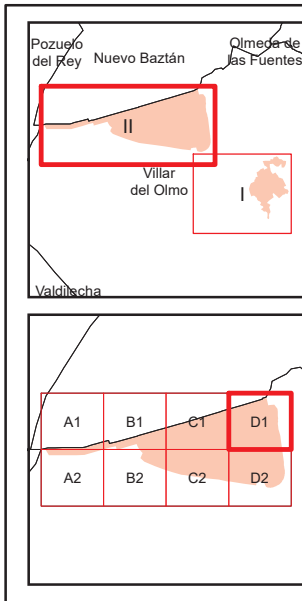 Pozuelo
del Rey
Nuevo Baztán
Olmeda de
las Fuentes
II
Villar
del Olmo
I
Valdilecha
A1
B1
C1
D1
A2
B2
C2
D2